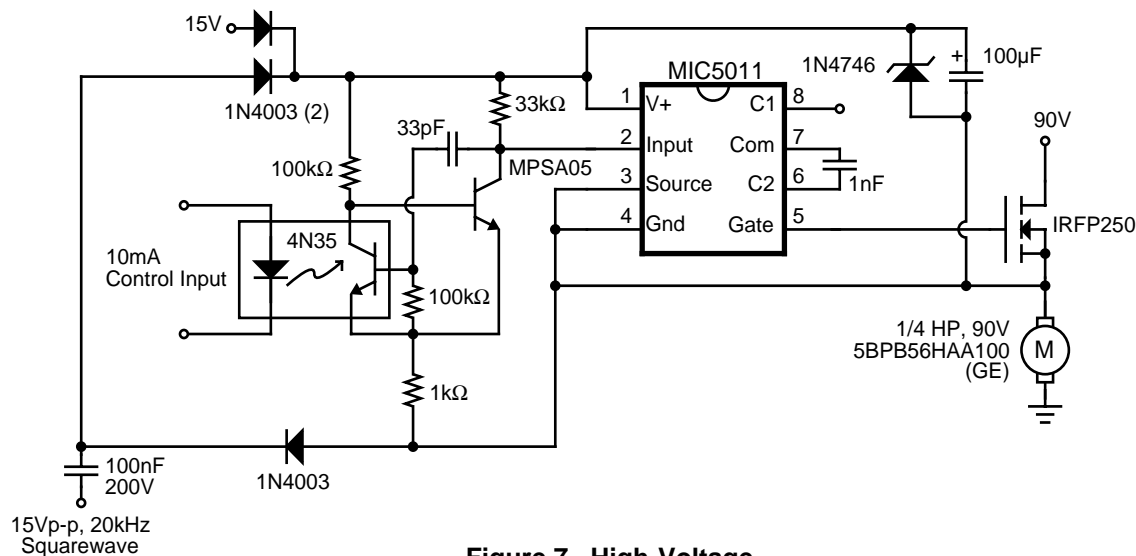 15V
1N4003 (2)
33pF
33kΩ
100kΩ
MPSA05
10mA
Control Input
4N35
100kΩ
1kΩ
1N4003
100nF
200V
15Vp-p, 20kHz
Squarewave
MIC5011
1 V+ C1 8
2 Input Com 7
3 Source C2 6
4 Gnd Gate 5
1nF
1N4746
+
100µF
90V
IRFP250
1/4 HP, 90V
5BPB56HAA100
(GE)
M
Figure 7. High-Voltage